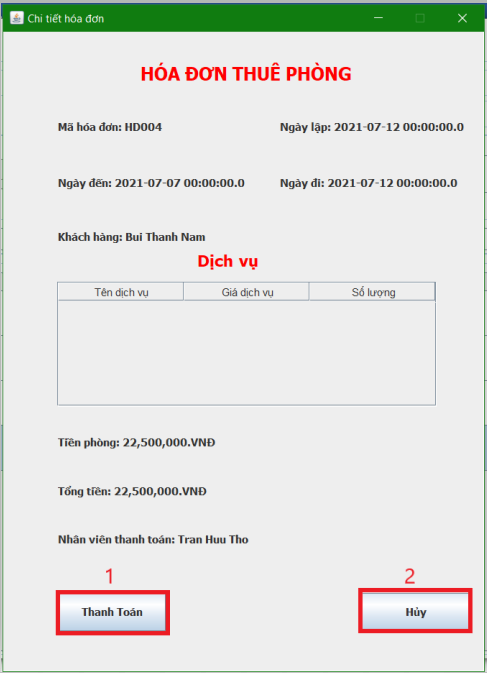 Chi tiết hóa đơn
HÓA ĐƠN THUÊ PHÒNG
Mã hóa đơn: HD004 Ngày lập: 2021-07-12 00:00:00.0
Ngày đến: 2021-07-07 00:00:00.0 Ngày đi: 2021-07-12 00:00:00.0
Khách hàng: Bui Thanh Nam
Dịch vụ
Tên dịch vụ Giá dịch vụ Số lượng
Tiền phòng: 22,500,000.VNĐ
Tổng tiền: 22,500,000.VNĐ
Nhân viên thanh toán: Tran Huu Tho
1 2
Thanh Toán Hủy